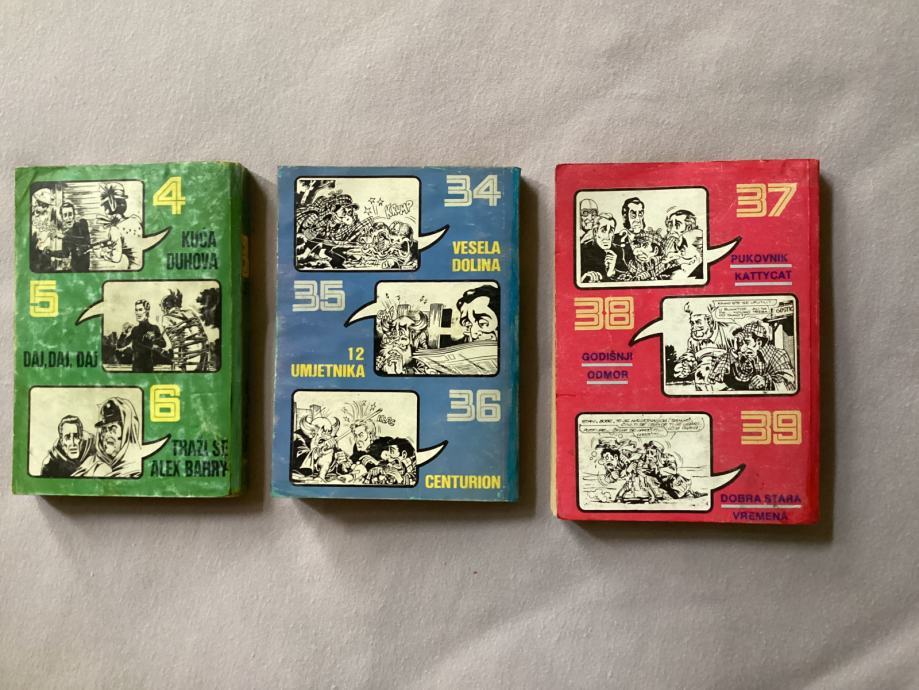 4
KUĆA
DUHOVA
5
DAJ, DAJ, DAJ
6
TRAŽI SE
ALEX BARRY
34
VESELA
DOLINA
35
12
UMJETNIKA
36
CENTURION
37
PUKOVNIK
KATTYCAT
38
GODIŠNJI
ODMOR
39
DOBRA STARA
VREMENA